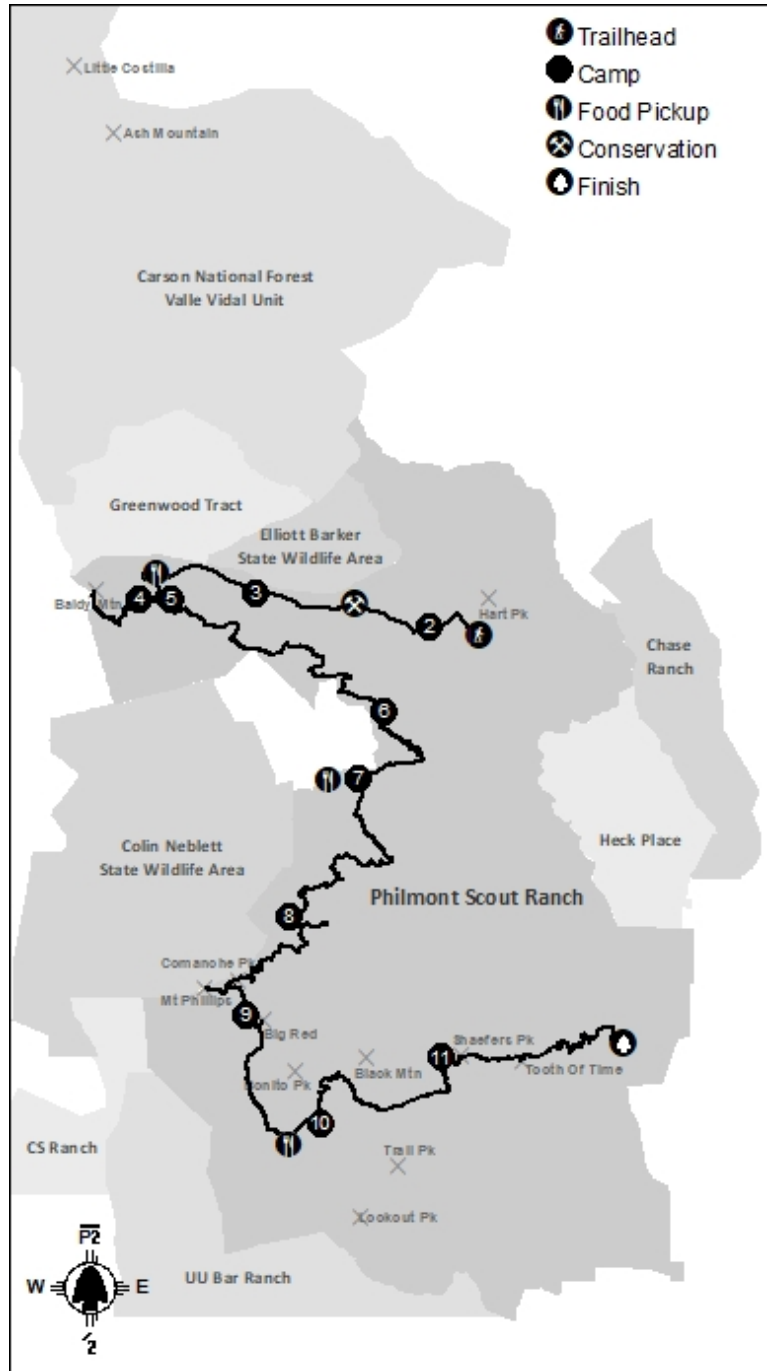 Trailhead
Camp
Food Pickup
Conservation
Finish
Little Costilla
Ash Mountain
Carson National Forest
Valle Vidal Unit
Greenwood Tract
Elliott Barker
State Wildlife Area
Baldy Mtn
4
5
3
2
Hart Pk
Chase
Ranch
6
7
Colin Neblett
State Wildlife Area
Heck Place
Philmont Scout Ranch
8
Comanche Pk
Mt Phillips
9
Big Red
11
Shaefers Pk
Black Mtn
Tooth Of Time
Bonito Pk
10
CS Ranch
Trail Pk
Lookout Pk
UU Bar Ranch
P2
W
E
2